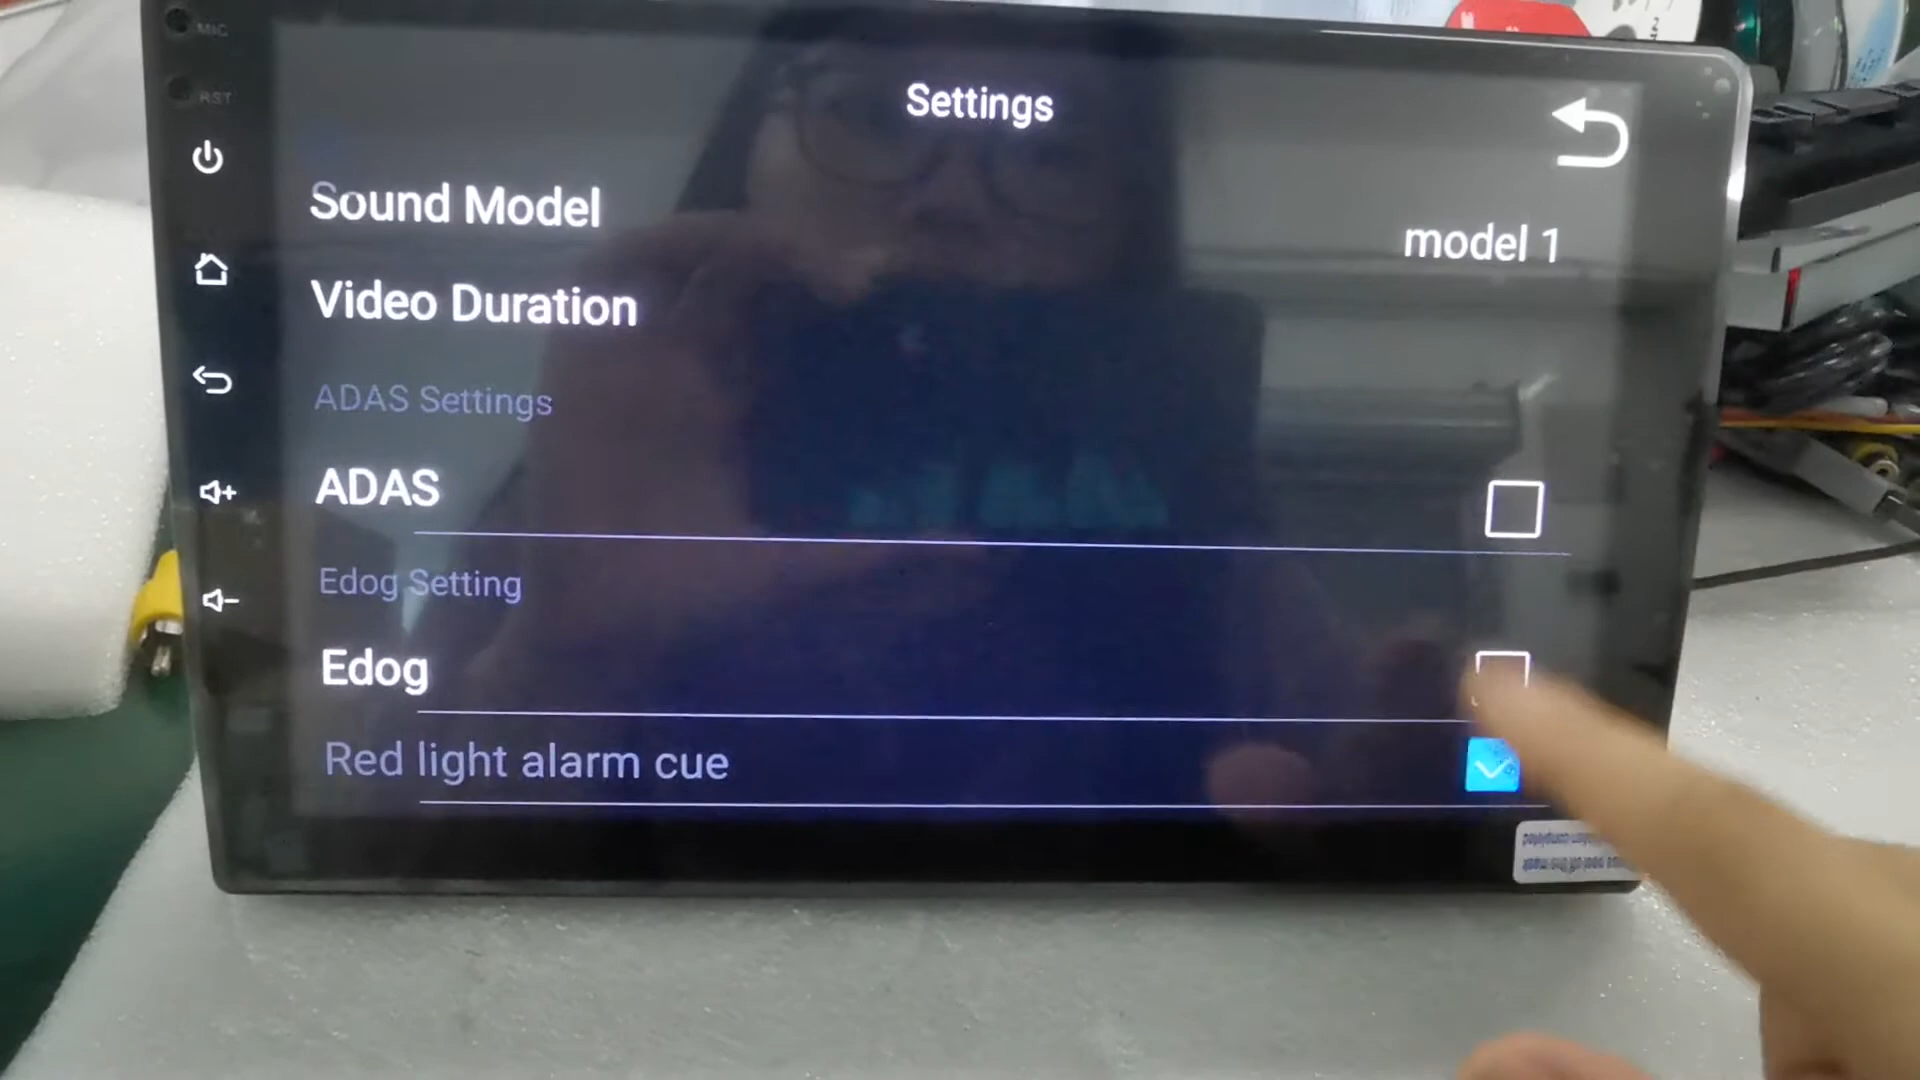 MIC
RST
Settings
Sound Model
model 1
Video Duration
ADAS Settings
ADAS
Edog Setting
Edog
Red light alarm cue